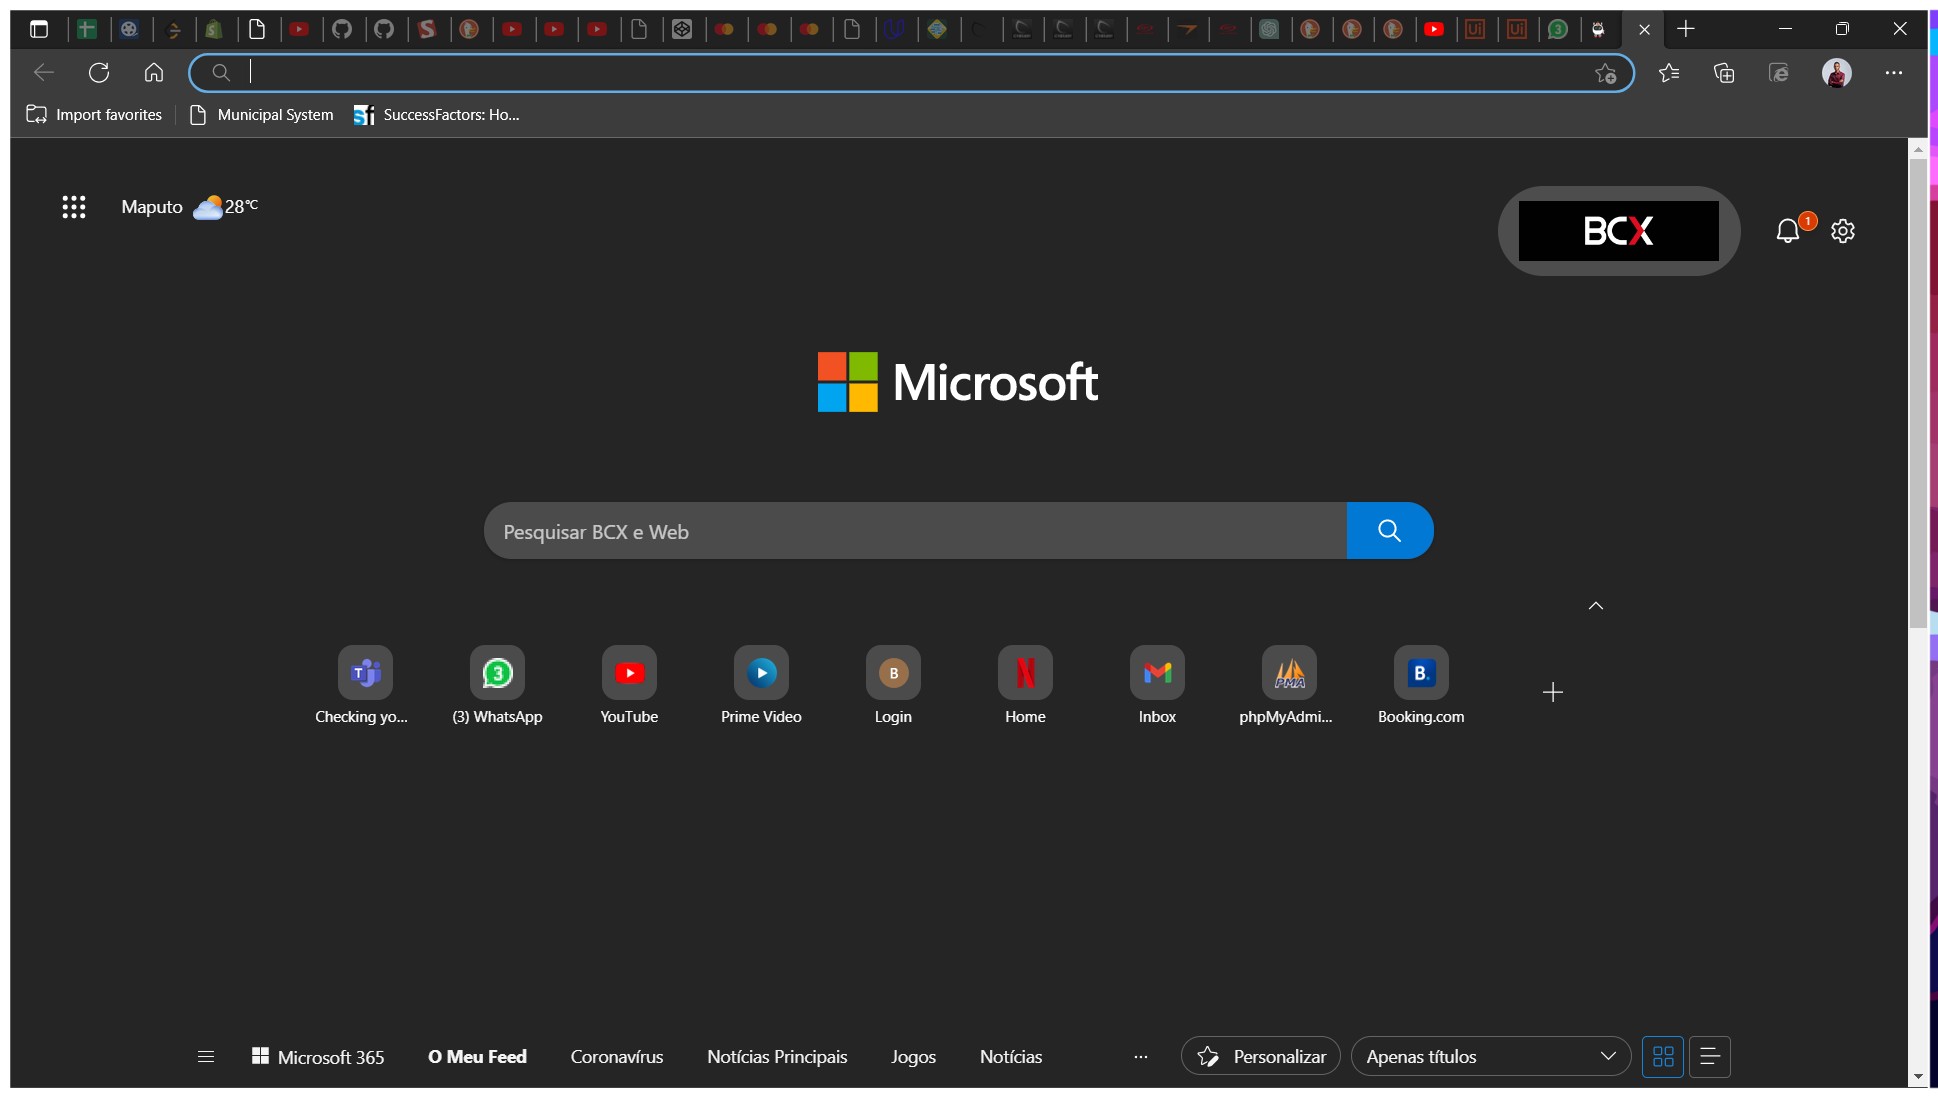 Import favorites
Municipal System
SuccessFactors: Ho...
Maputo 28°C
BCX
1
Microsoft
Pesquisar BCX e Web
T
3
B
N
PMA
B.
Checking yo...
(3) WhatsApp
YouTube
Prime Video
Login
Home
Inbox
phpMyAdmi...
Booking.com
Microsoft 365
O Meu Feed
Coronavírus
Notícias Principais
Jogos
Notícias
...
Personalizar
Apenas títulos